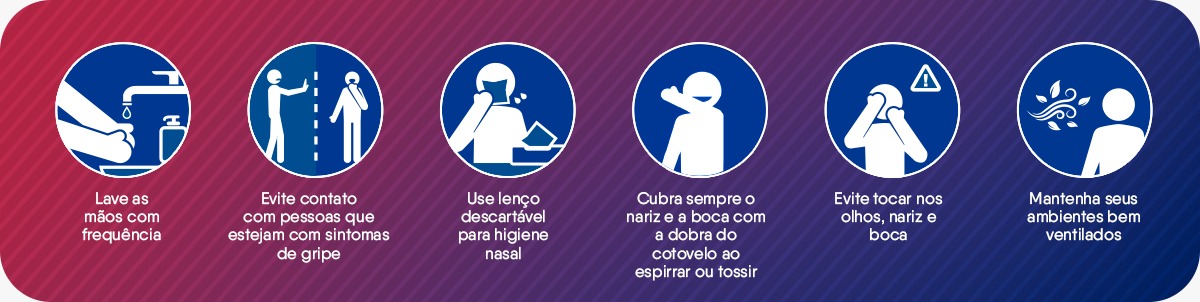 Lave as
mãos com
frequência
Evite contato
com pessoas que
estejam com sintomas
de gripe
Use lenço
descartável
para higiene
nasal
Cubra sempre o
nariz e a boca com
a dobra do
cotovelo ao
espirrar ou tossir
Evite tocar nos
olhos, nariz e
boca
Mantenha seus
ambientes bem
ventilados